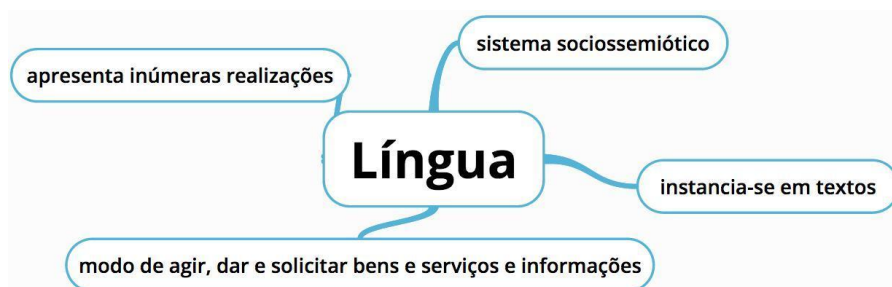 sistema sociossemiótico
apresenta inúmeras realizações
Língua
instancia-se em textos
modo de agir, dar e solicitar bens e serviços e informações